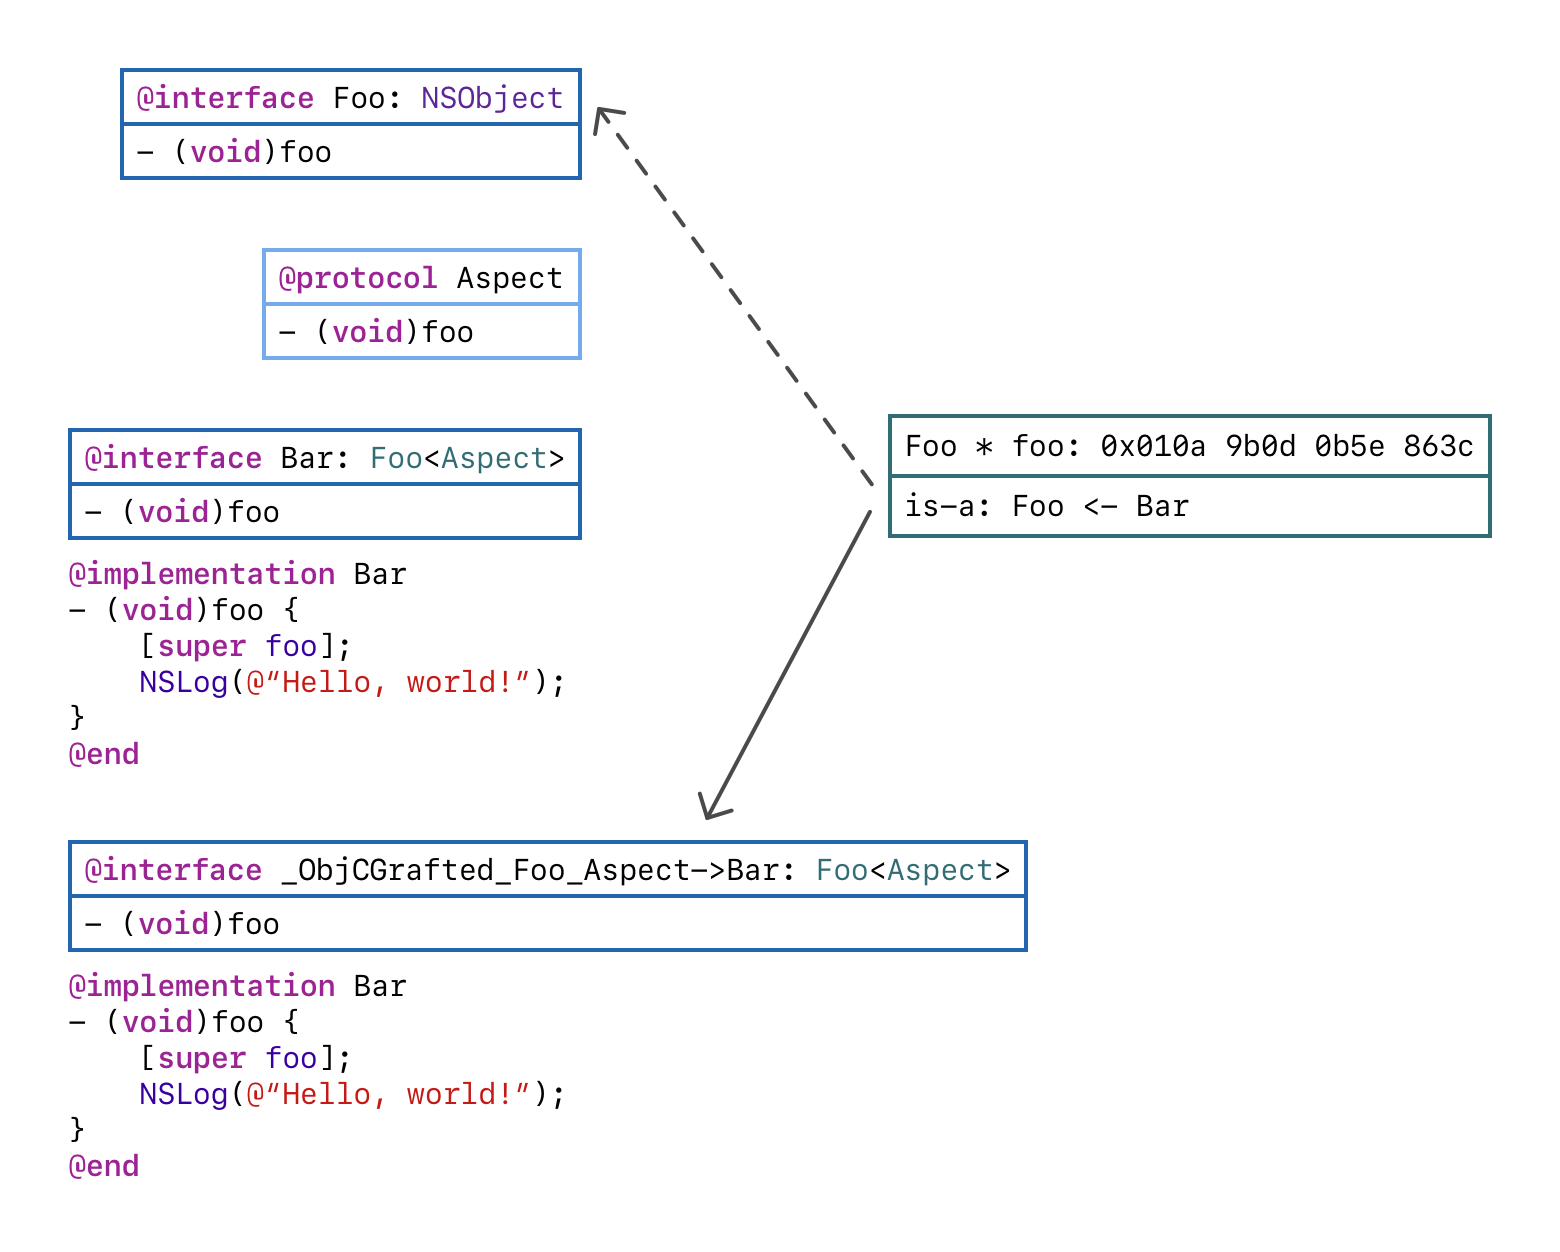 @interface Foo: NSObject
- (void)foo
@protocol Aspect
- (void)foo
@interface Bar: Foo<Aspect>
- (void)foo
@implementation Bar
- (void)foo {
    [super foo];
    NSLog(@“Hello, world!”);
}
@end
Foo * foo: 0x010a 9b0d 0b5e 863c
is-a: Foo <- Bar
@interface _ObjCGrafted_Foo_Aspect->Bar: Foo<Aspect>
- (void)foo
@implementation Bar
- (void)foo {
    [super foo];
    NSLog(@“Hello, world!”);
}
@end